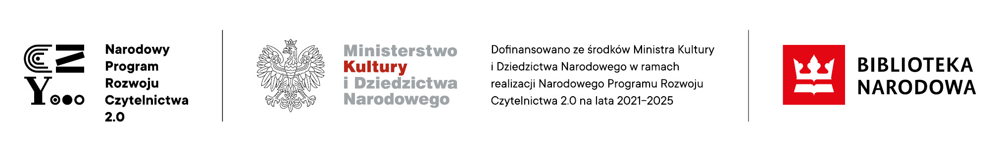 CZ
Y
Narodowy
Program
Rozwoju
Czytelnictwa
2.0
Ministerstwo
Kultury
i Dziedzictwa
Narodowego
Dofinansowano ze środków Ministra Kultury
i Dziedzictwa Narodowego w ramach
realizacji Narodowego Programu Rozwoju
Czytelnictwa 2.0 na lata 2021–2025
BIBLIOTEKA
NARODOWA